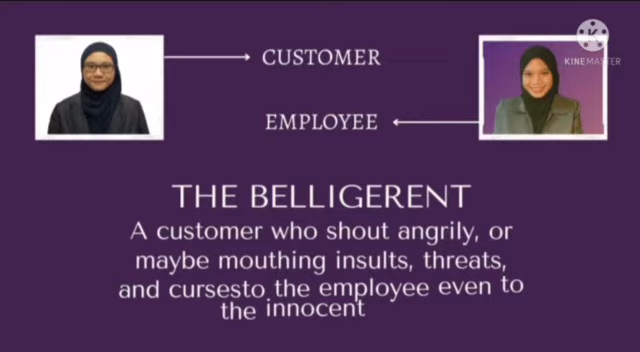 CUSTOMER
KINEMASTER
EMPLOYEE
THE BELLIGERENT
A customer who shout angrily, or
maybe mouthing insults, threats,
and cursesto the employee even to
the innocent